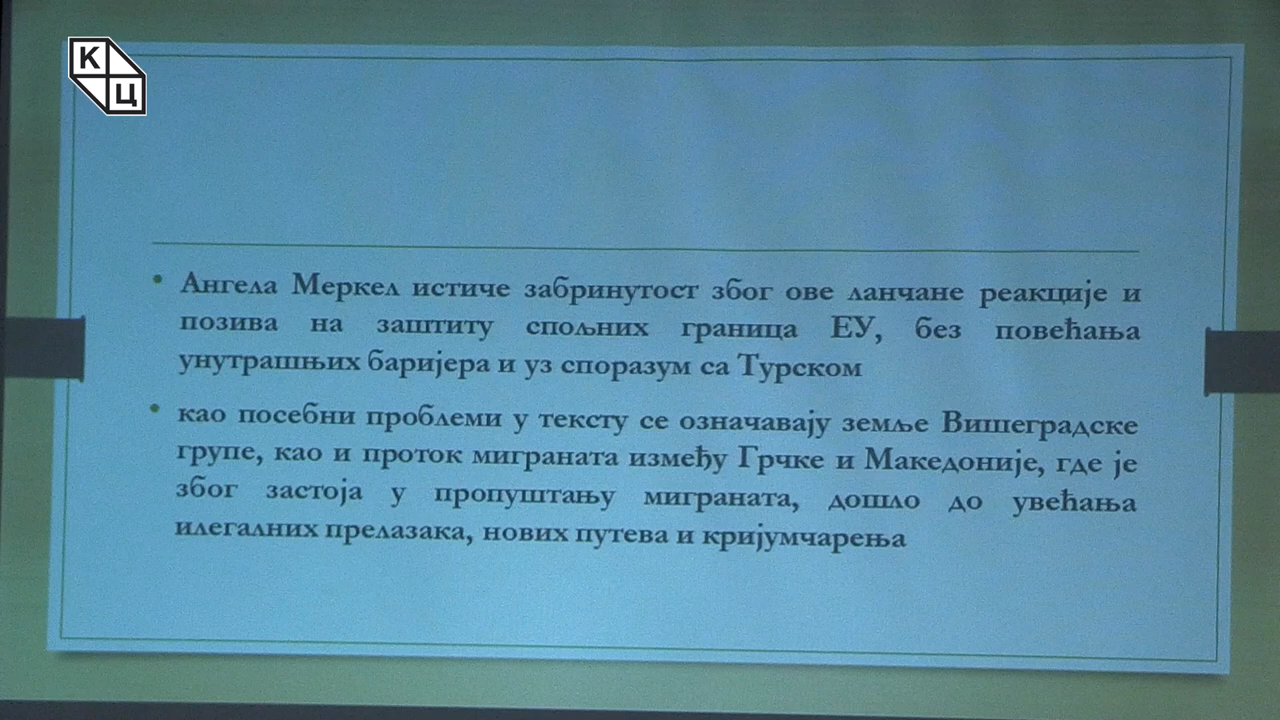 К
Ц
Ангела Меркел истиче забринутост због ове ланчане реакције и
позива на заштиту спољних граница ЕУ, без повећања
унутрашњих баријера и уз споразум са Турском
као посебни проблеми у тексту се означавају земље Вишеградске
групе, као и проток миграната између Грчке и Македоније, где је
због застоја у пропуштању миграната, дошло до увећања
илегалних прелазака, нових путева и кријумчарења